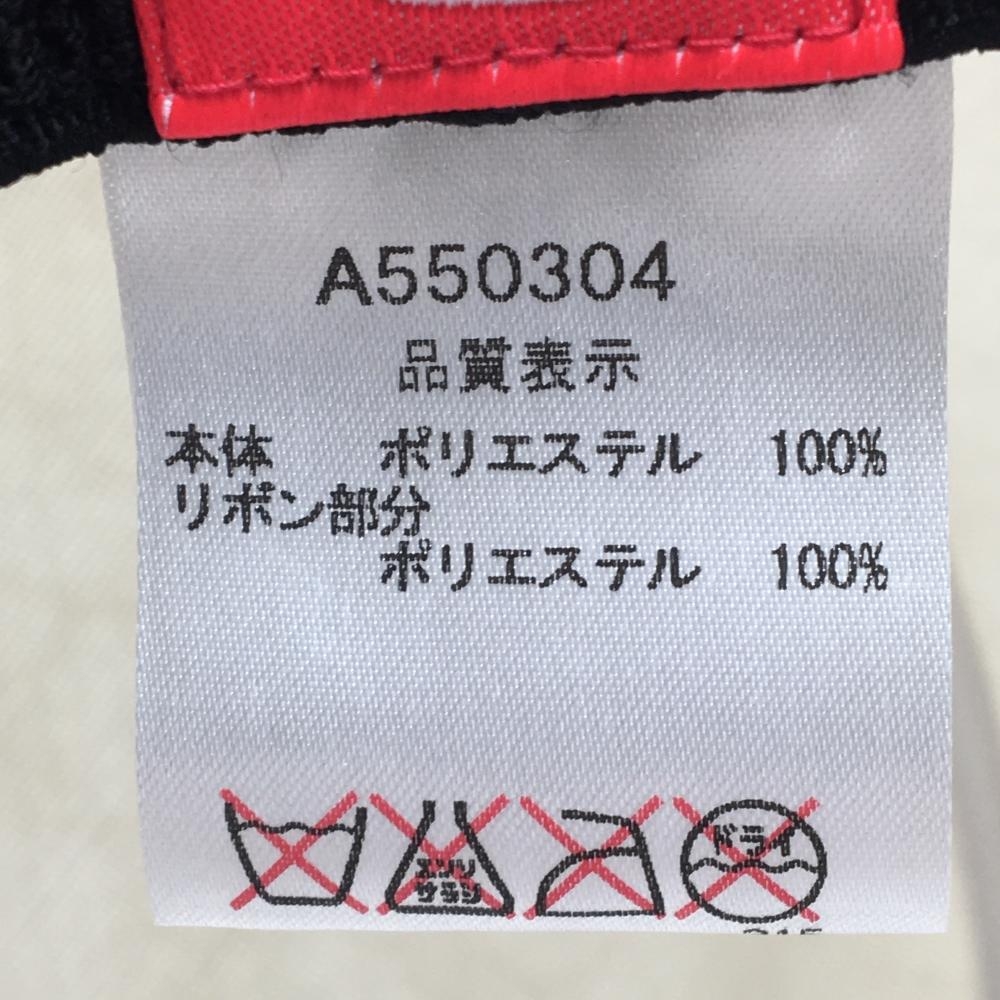 A550304
品質表示
本体 ポリエステル 100%
リボン部分
ポリエステル 100%
エンソ
サラシ
ドライ